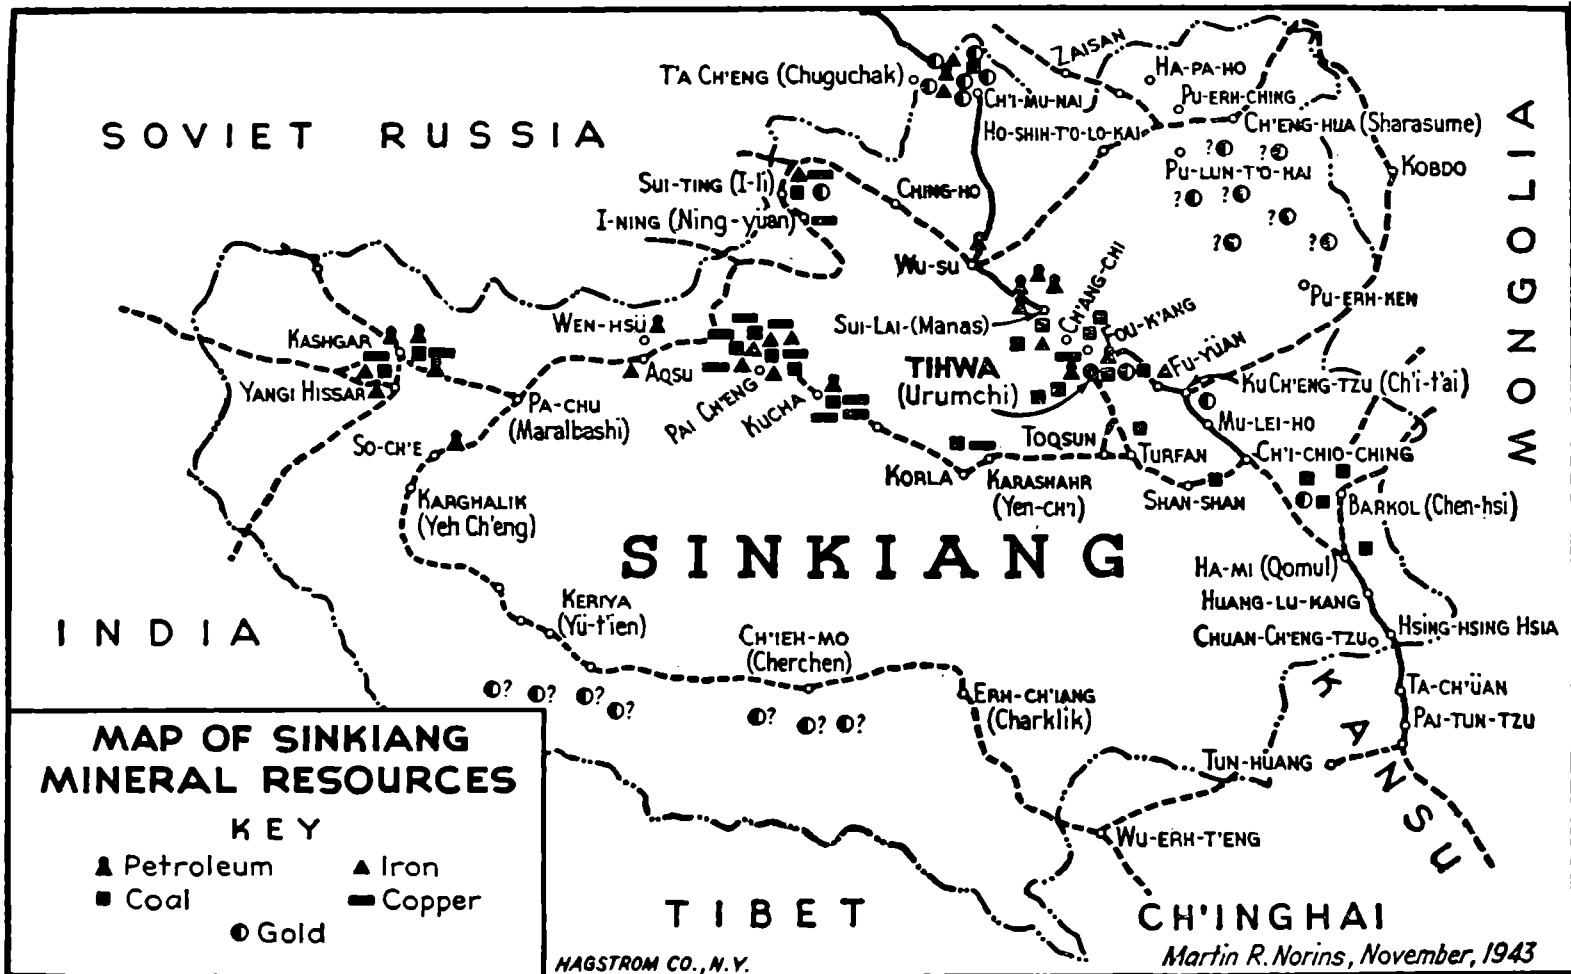 ZAISAN
HA-PA-HO
T'A CH'ENG (Chuguchak)
CH'I-MU-NAI
PU-ERH-CHING
SOVIET RUSSIA
HO-SHIH-T'O-LO-KAI
CH'ENG-HUA (Sharasume)
MONGOLIA
? ?
PU-LUN-T'O-HAI
KOBDO
SUI-TING (I-li)
CHING-HO
? ?
I-NING (Ning-yüan)
?
? ?
WU-SU
CH'ANG-CHI
PU-ERH-KEN
WEN-HSÜ
SUI-LAI-(Manas)
FOU-K'ANG
KASHGAR
TIHWA
(Urumchi)
FU-YÜAN
YANGI HISSAR
AQSU
PAI CH'ENG
KUCHA
KU CH'ENG-TZU (Ch'i-t'ai)
PA-CHU
(Maralbashi)
MU-LEI-HO
SO-CH'E
TOQSUN
TURFAN
CH'I-CHIO-CHING
KORLA
KARASHAHR
(Yen-CH'I)
SHAN-SHAN
KARGHALIK
(Yeh Ch'eng)
BARKOL (Chen-hsi)
SINKIANG
HA-MI (Qomul)
HUANG-LU-KANG
KERIYA
(Yü-t'ien)
INDIA
CH'IEH-MO
(Cherchen)
CHUAN-CH'ENG-TZU
HSING-HSING HSIA
? ? ? ?
? ? ?
ERH-CH'IANG
(Charklik)
KANSU
TA-CH'ÜAN
PAI-TUN-TZU
TUN-HUANG
WU-ERH-T'ENG
MAP OF SINKIANG
MINERAL RESOURCES
KEY
Petroleum Iron
Coal Copper
Gold
TIBET
CH'INGHAI
HAGSTROM CO., N.Y.
Martin R. Norins, November, 1943